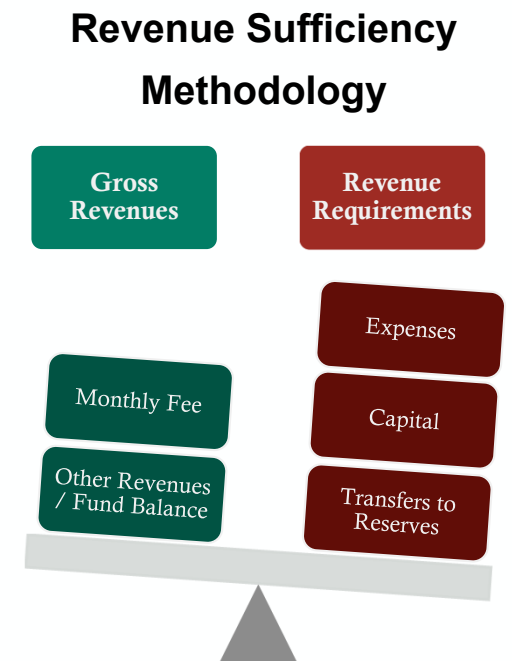 Revenue Sufficiency
Methodology
Gross
Revenues
Revenue
Requirements
Monthly Fee
Other Revenues
/ Fund Balance
Expenses
Capital
Transfers to
Reserves